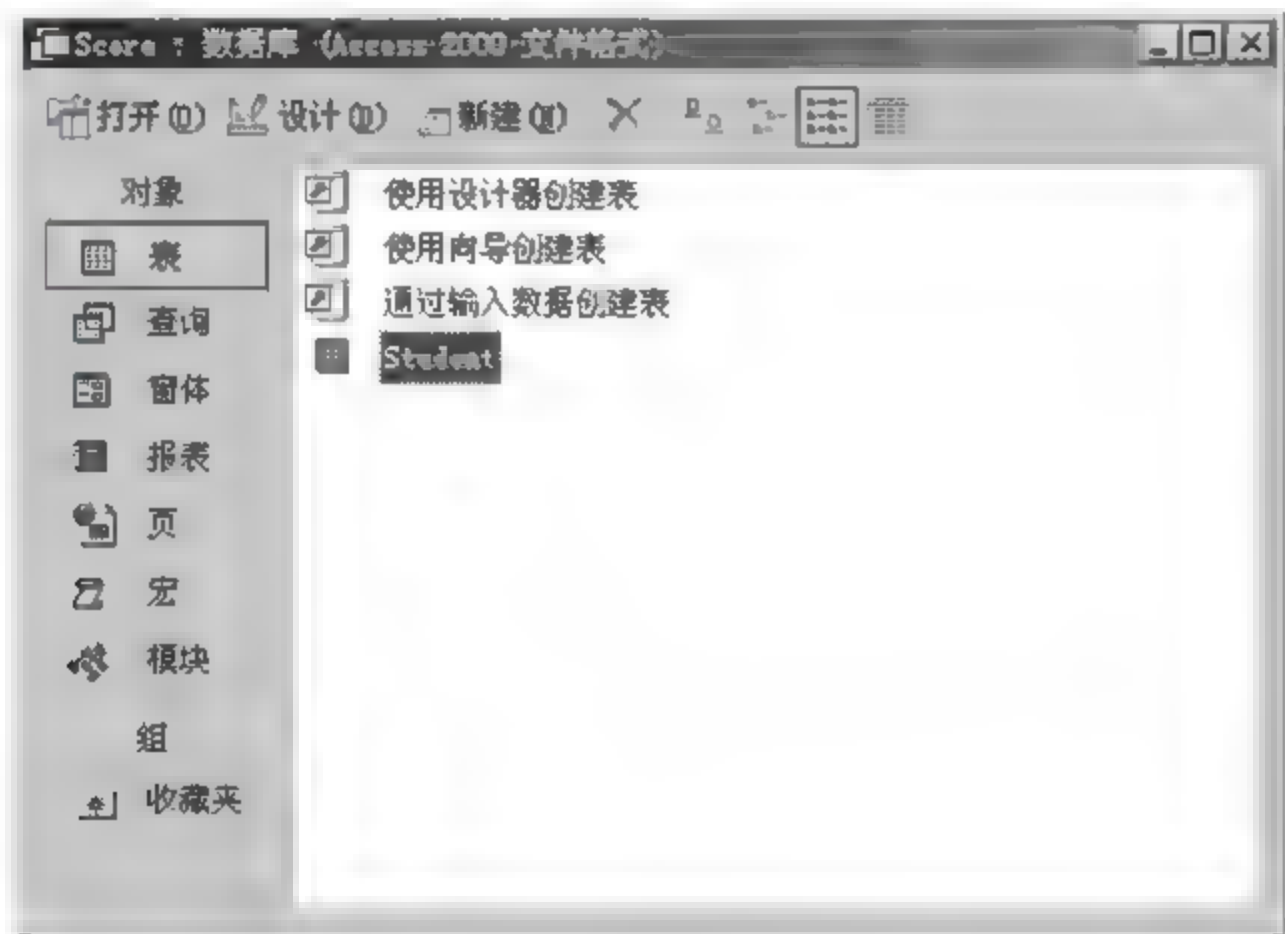 Score : 数据库 (Access 2000 文件格式)
打开(O) 设计(D) 新建(N)
对象
表
查询
窗体
报表
页
宏
模块
组
收藏夹
使用设计器创建表
使用向导创建表
通过输入数据创建表
Student